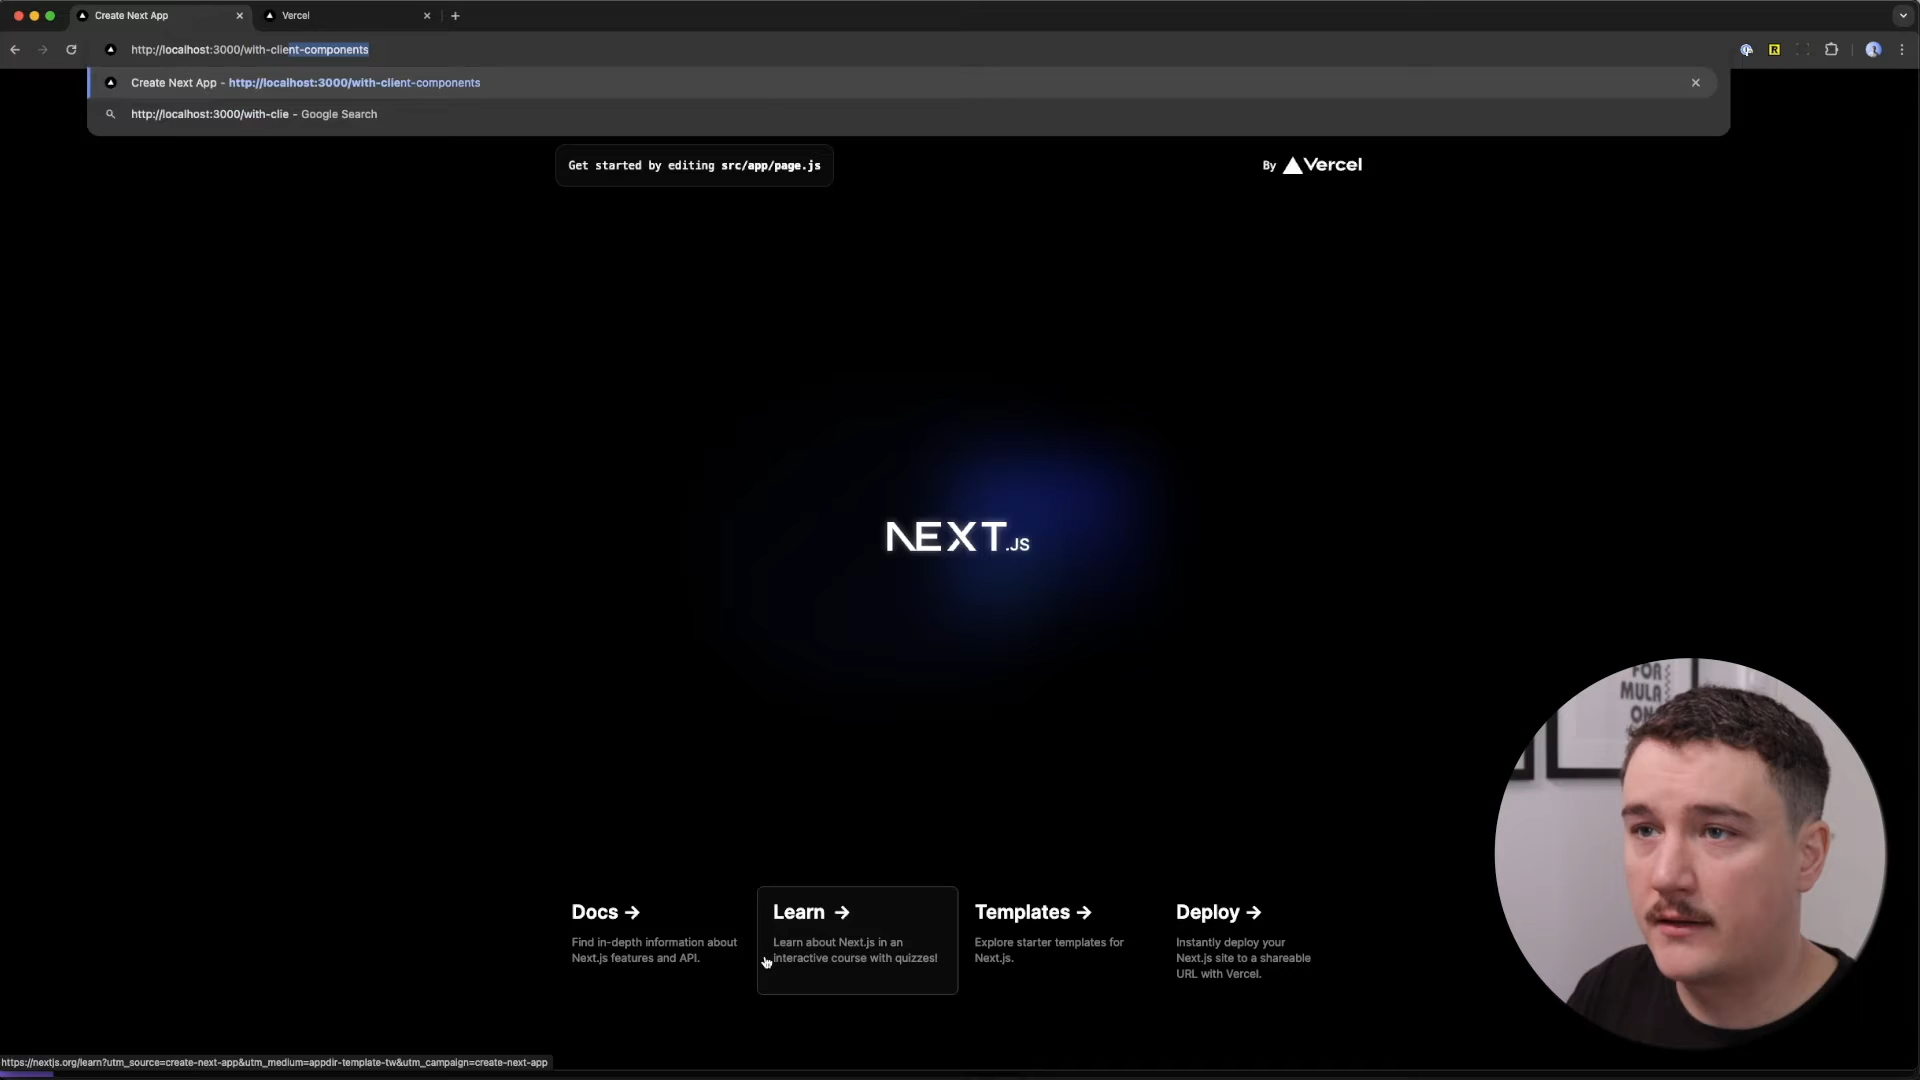 Create Next App
Vercel
http://localhost:3000/with-client-components
Create Next App - http://localhost:3000/with-client-components
http://localhost:3000/with-clie - Google Search
R
Get started by editing src/app/page.js
By Vercel
NEXT.JS
FOR
MULA
ON
Docs ->
Learn ->
Templates ->
Deploy ->
Find in-depth information about
Next.js features and API.
Learn about Next.js in an
interactive course with quizzes!
Explore starter templates for
Next.js.
Instantly deploy your
Next.js site to a shareable
URL with Vercel.
https://nextjs.org/learn?utm_source=create-next-app&utm_medium=appdir-template-tw&utm_campaign=create-next-app